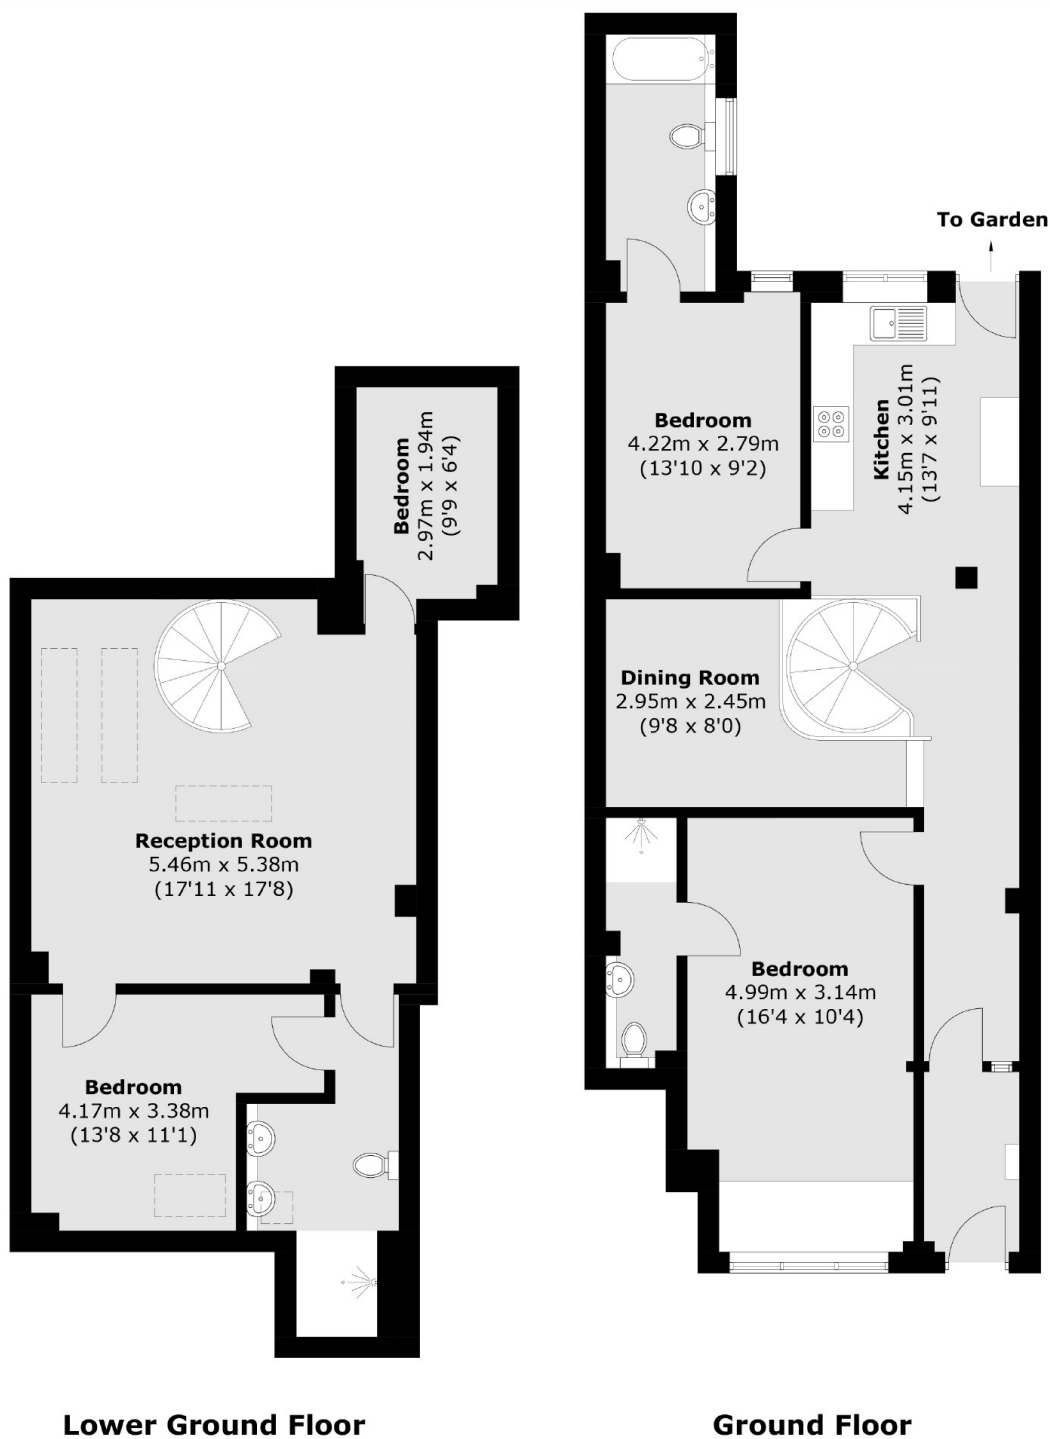 To Garden
Bedroom
4.22m x 2.79m
(13'10 x 9'2)
Kitchen
4.15m x 3.01m
(13'7 x 9'11)
Bedroom
2.97m x 1.94m
(9'9 x 6'4)
Dining Room
2.95m x 2.45m
(9'8 x 8'0)
Reception Room
5.46m x 5.38m
(17'11 x 17'8)
Bedroom
4.99m x 3.14m
(16'4 x 10'4)
Bedroom
4.17m x 3.38m
(13'8 x 11'1)
Lower Ground Floor
Ground Floor